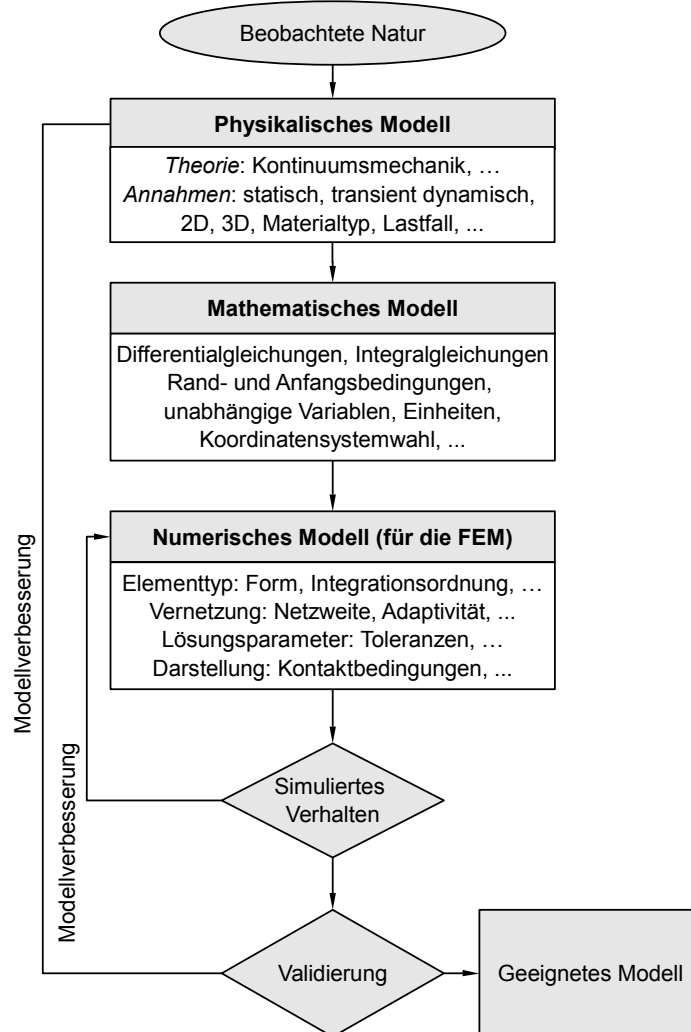 Beobachtete Natur
Physikalisches Modell
Theorie: Kontinuumsmechanik, …
Annahmen: statisch, transient dynamisch,
2D, 3D, Materialtyp, Lastfall, ...
Mathematisches Modell
Differentialgleichungen, Integralgleichungen
Rand- und Anfangsbedingungen,
unabhängige Variablen, Einheiten,
Koordinatensystemwahl, ...
Numerisches Modell (für die FEM)
Elementtyp: Form, Integrationsordnung, …
Vernetzung: Netzweite, Adaptivität, ...
Lösungsparameter: Toleranzen, …
Darstellung: Kontaktbedingungen, ...
Modellverbesserung
Modellverbesserung
Simuliertes
Verhalten
Validierung
Geeignetes Modell